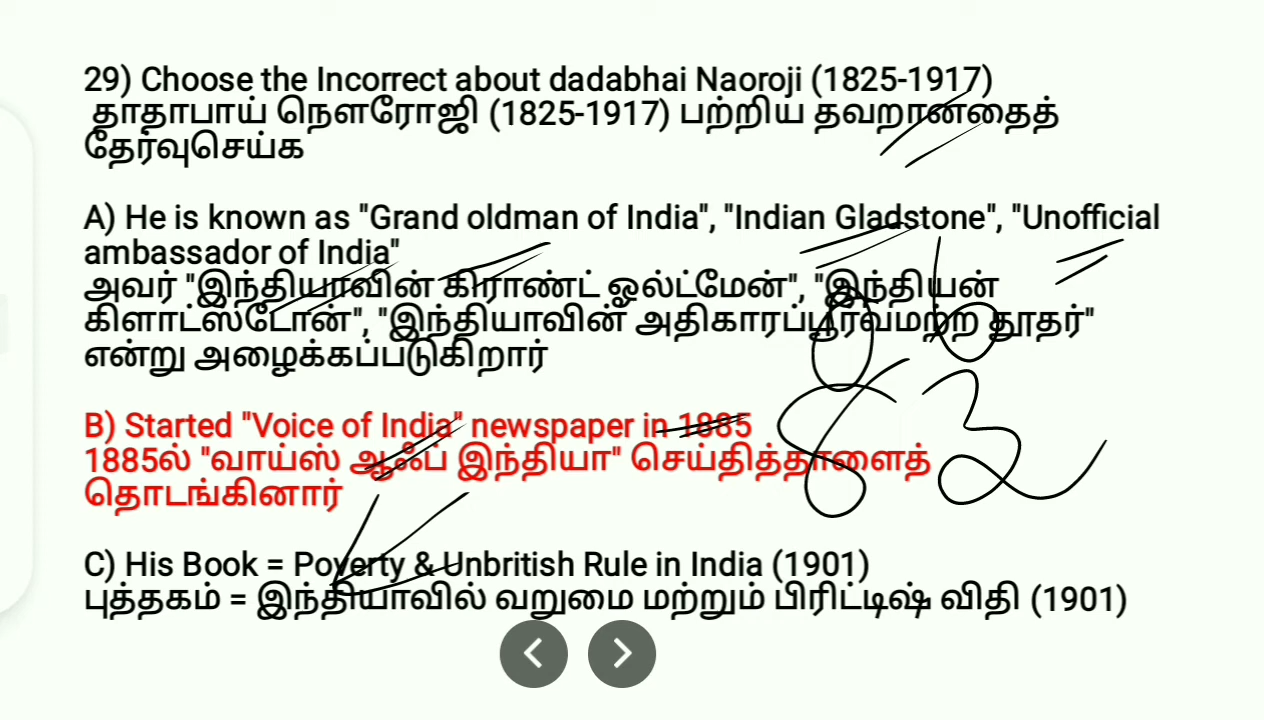 29) Choose the Incorrect about dadabhai Naoroji (1825-1917)
தாதாபாய் நௌரோஜி (1825-1917) பற்றிய தவறானதைத்
தேர்வுசெய்க
A) He is known as "Grand oldman of India", "Indian Gladstone", "Unofficial
ambassador of India"
அவர் "இந்தியாவின் கிராண்ட் ஓல்ட்மேன்", "இந்தியன்
கிளாட்ஸ்டோன்", "இந்தியாவின் அதிகாரப்பூர்வமற்ற தூதர்"
என்று அழைக்கப்படுகிறார்
B) Started "Voice of India" newspaper in 1885
1885ல் "வாய்ஸ் ஆஃப் இந்தியா" செய்தித்தாளைத்
தொடங்கினார்
C) His Book = Poverty & Unbritish Rule in India (1901)
புத்தகம் = இந்தியாவில் வறுமை மற்றும் பிரிட்டிஷ் விதி (1901)